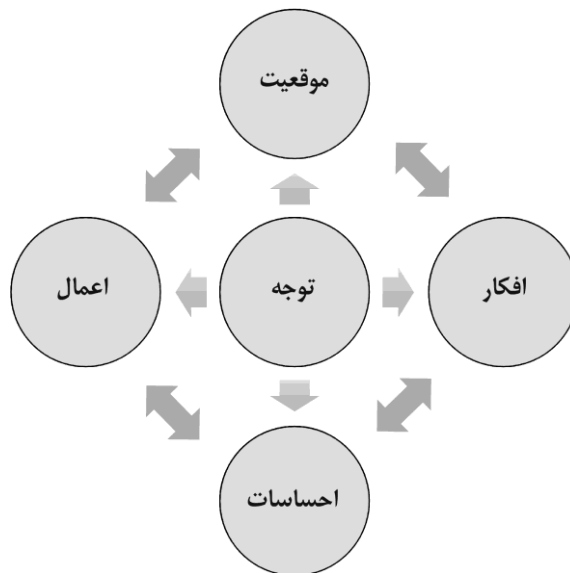 موقعیت
افکار
توجه
اعمال
احساسات